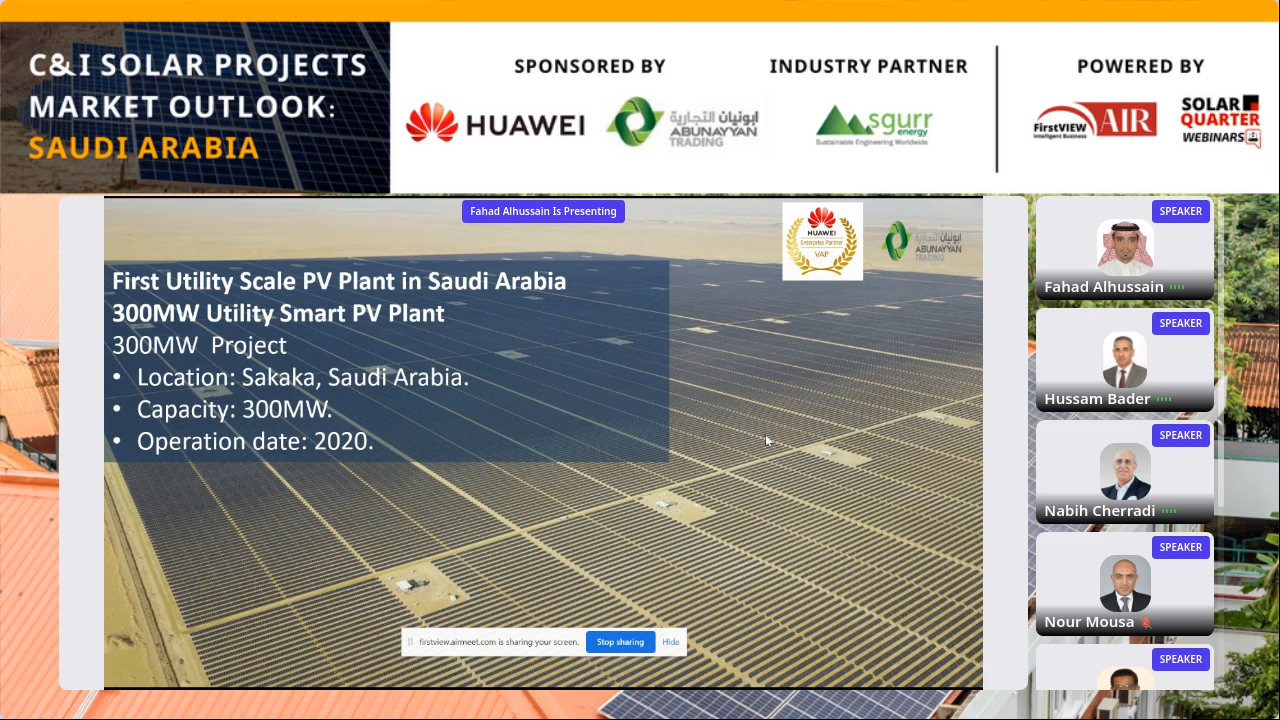 C&I SOLAR PROJECTS
MARKET OUTLOOK:
SAUDI ARABIA
SPONSORED BY
INDUSTRY PARTNER
POWERED BY
HUAWEI
ابونيان التجارية
ABUNAYYAN
TRADING
sgurr
energy
Sustainable Engineering Worldwide
FirstVIEW
Intelligent Business
AIR
SOLAR
QUARTER
WEBINARS
Fahad Alhussain Is Presenting
HUAWEI
Enterprise Partner
VAP
ابونيان التجارية
ABUNAYYAN
TRADING
First Utility Scale PV Plant in Saudi Arabia
300MW Utility Smart PV Plant
300MW Project
• Location: Sakaka, Saudi Arabia.
• Capacity: 300MW.
• Operation date: 2020.
firstview.airmeet.com is sharing your screen.
Stop sharing
Hide
SPEAKER
Fahad Alhussain
SPEAKER
Hussam Bader
SPEAKER
Nabih Cherradi
SPEAKER
Nour Mousa
SPEAKER